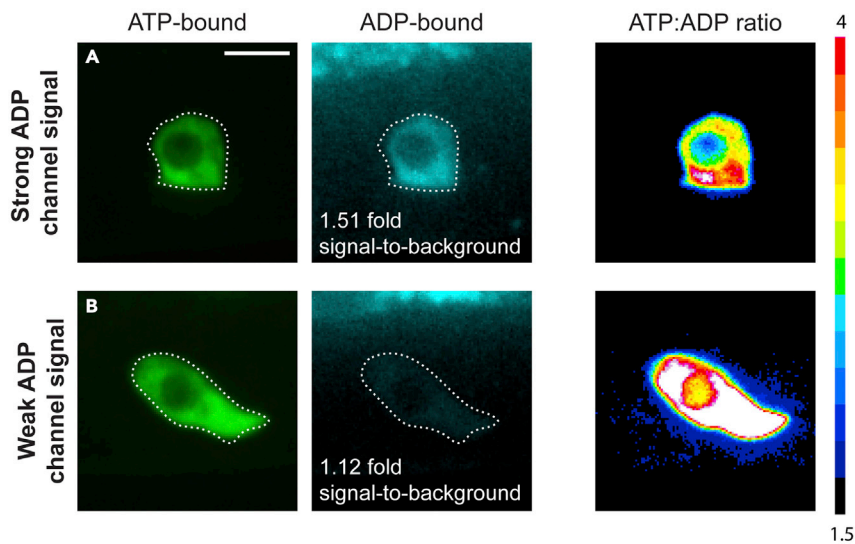 ATP-bound
ADP-bound
ATP:ADP ratio
4
Strong ADP
channel signal
A
1.51 fold
signal-to-background
Weak ADP
channel signal
B
1.12 fold
signal-to-background
1.5